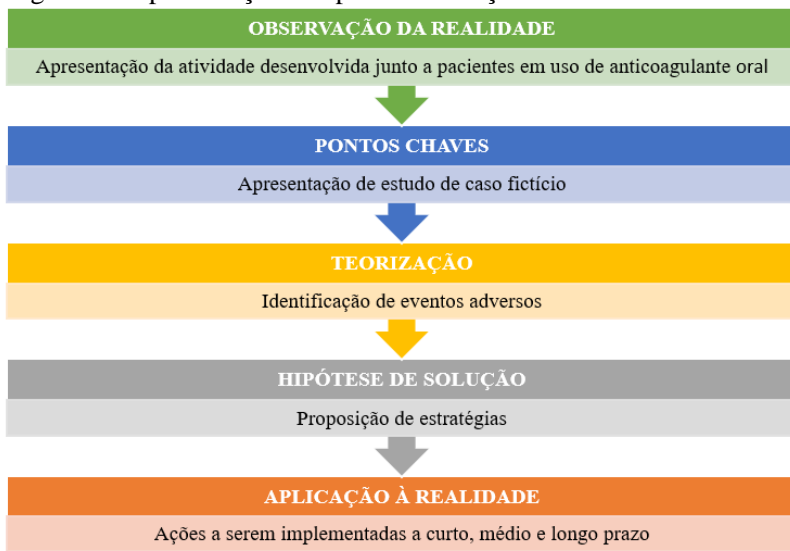 OBSERVAÇÃO DA REALIDADE
Apresentação da atividade desenvolvida junto a pacientes em uso de anticoagulante oral
PONTOS CHAVES
Apresentação de estudo de caso fictício
TEORIZAÇÃO
Identificação de eventos adversos
HIPÓTESE DE SOLUÇÃO
Proposição de estratégias
APLICAÇÃO À REALIDADE
Ações a serem implementadas a curto, médio e longo prazo